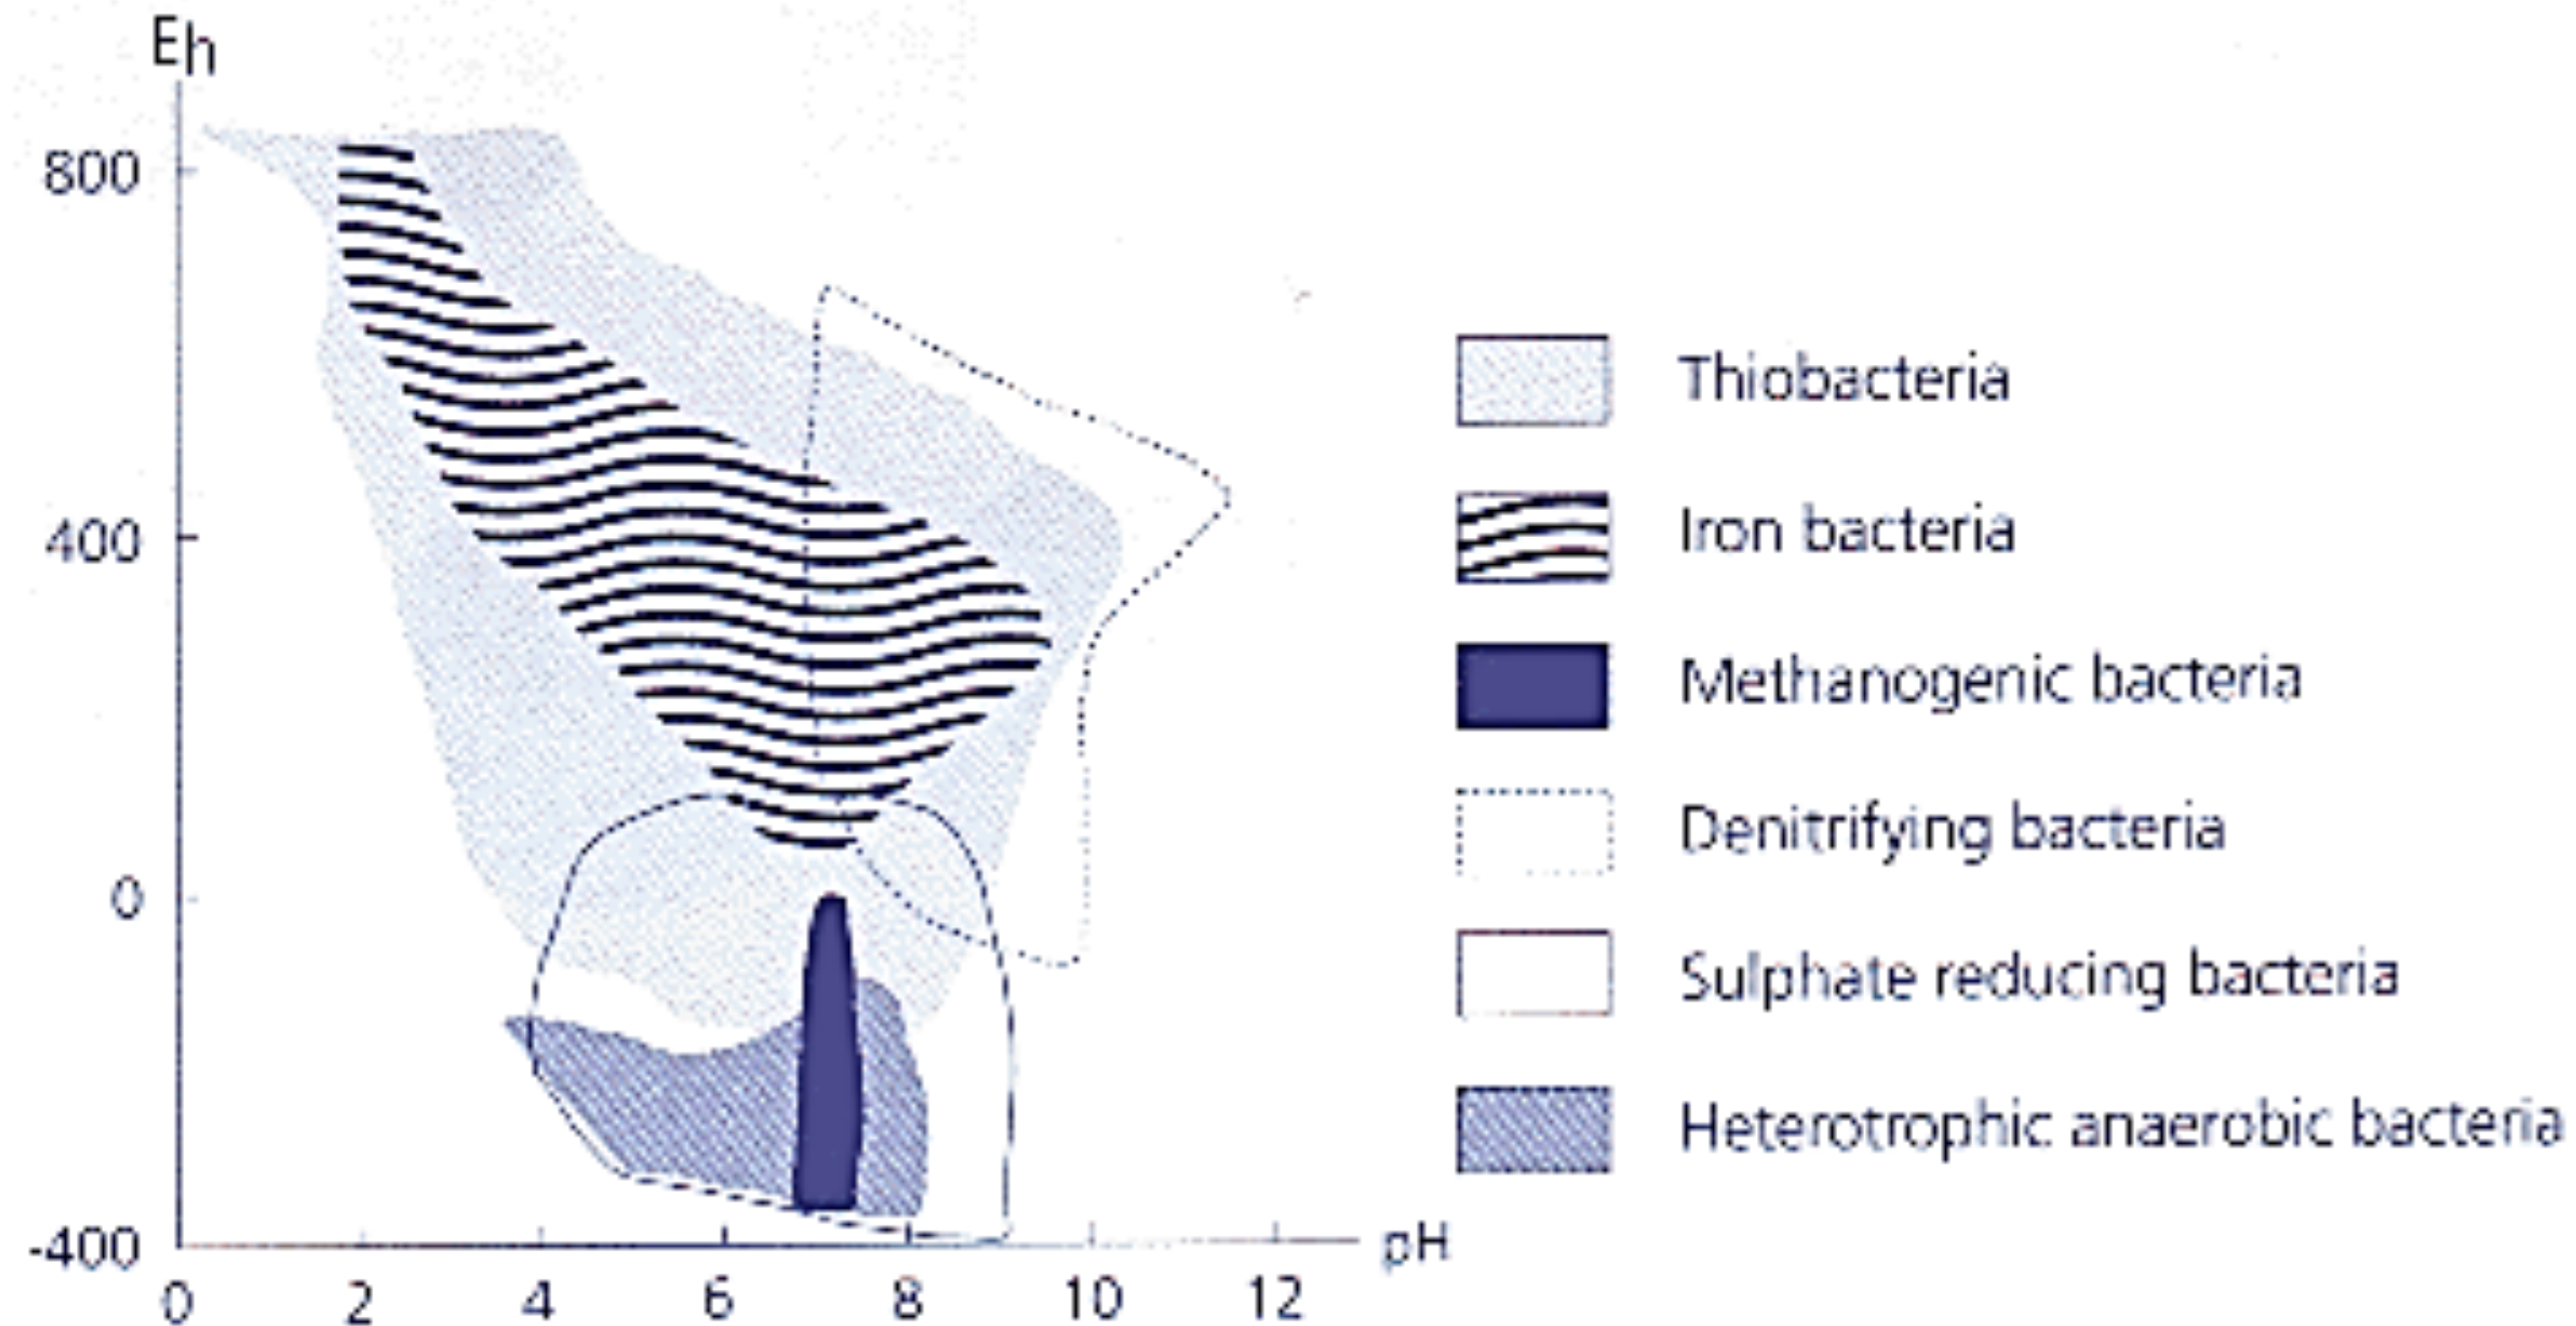 Eh
800
400
0
-400
0 2 4 6 8 10 12
pH
Thiobacteria
Iron bacteria
Methanogenic bacteria
Denitrifying bacteria
Sulphate reducing bacteria
Heterotrophic anaerobic bacteria